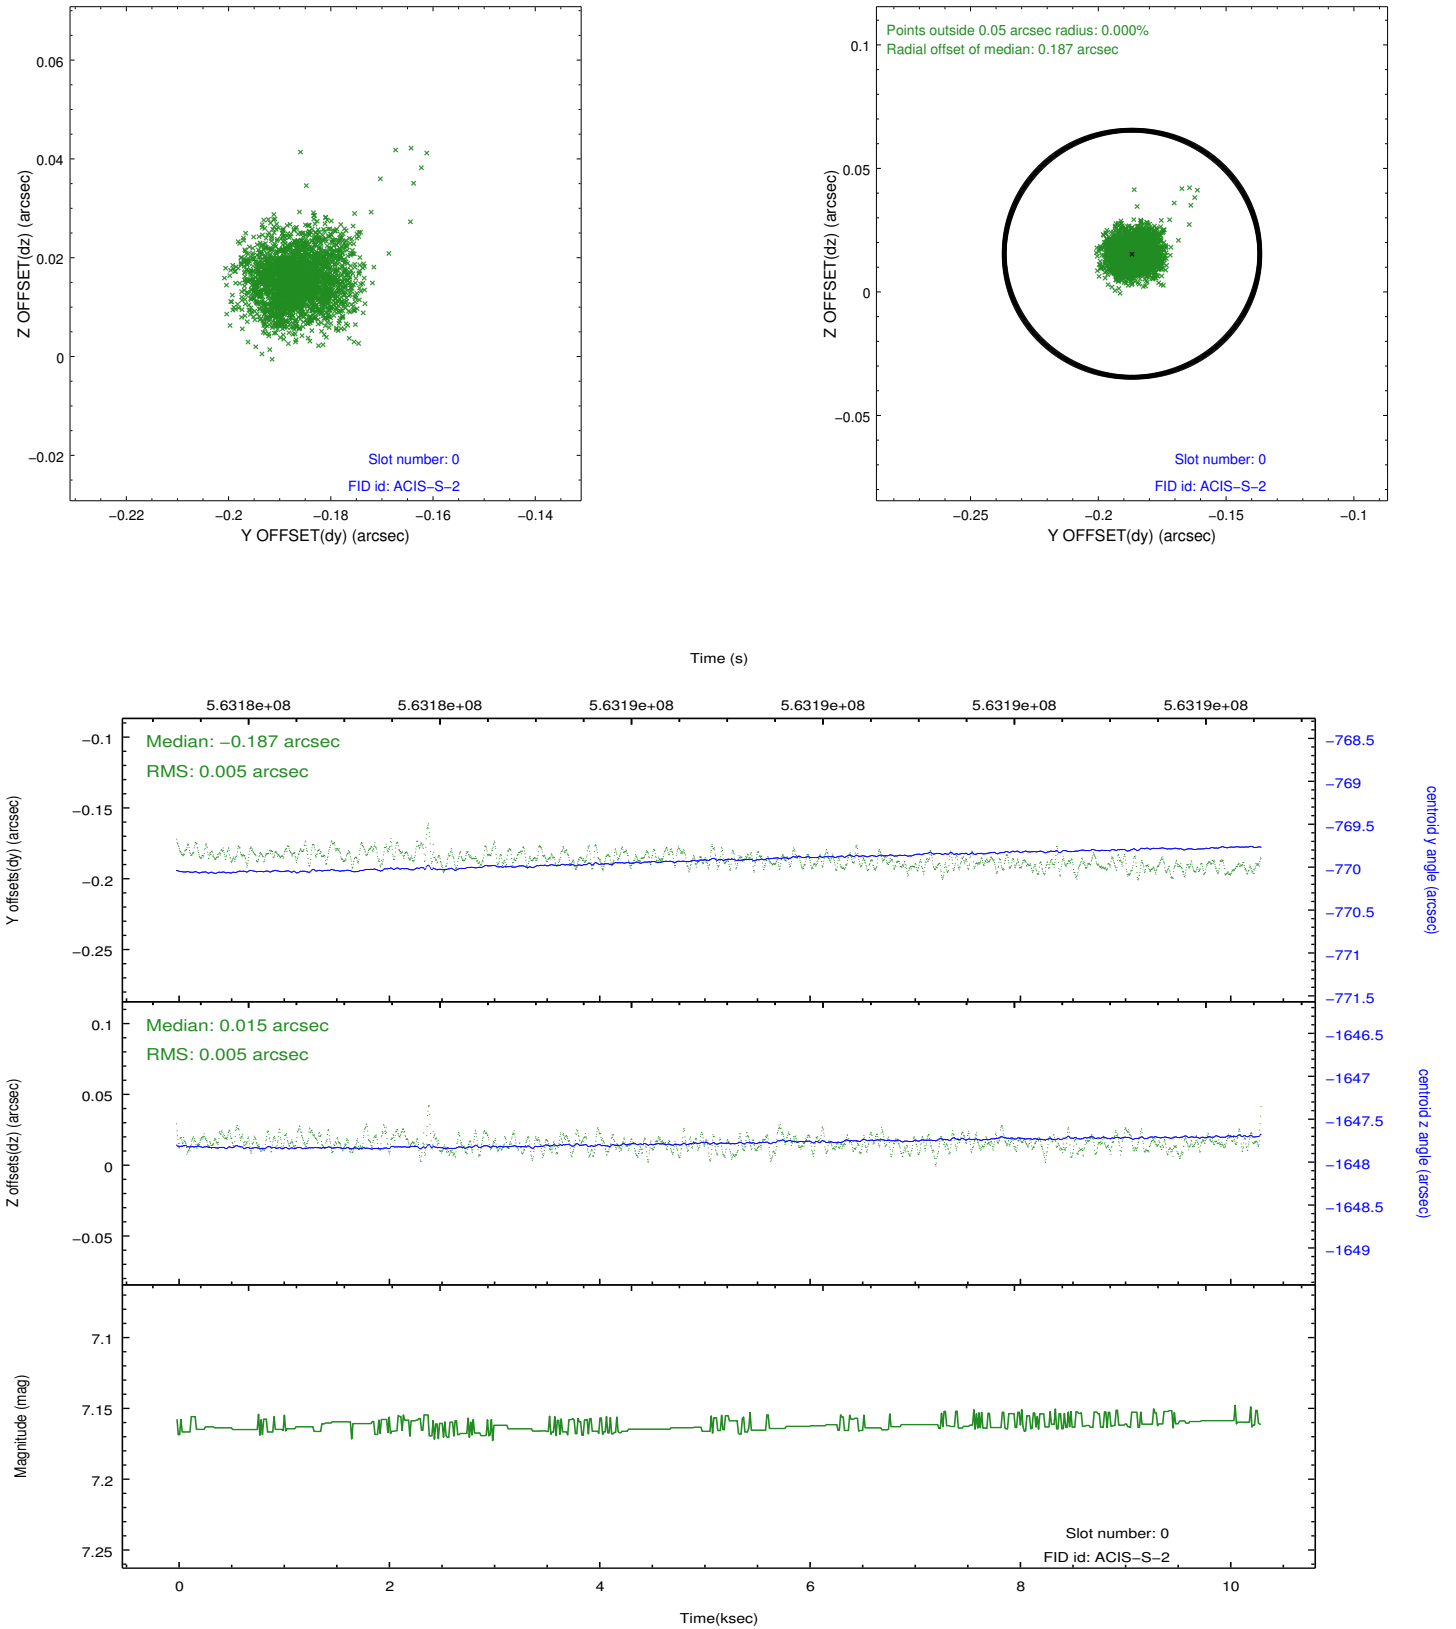 0.06
0.04
0.02
0
−0.02
Z OFFSET(dz) (arcsec)
Slot number: 0
FID id: ACIS−S−2
−0.22
−0.2
−0.18
−0.16
−0.14
Y OFFSET(dy) (arcsec)
Points outside 0.05 arcsec radius: 0.000%
Radial offset of median: 0.187 arcsec
0.1
0.05
0
−0.05
Z OFFSET(dz) (arcsec)
Slot number: 0
FID id: ACIS−S−2
−0.25
−0.2
−0.15
−0.1
Y OFFSET(dy) (arcsec)
Time (s)
5.6318e+08
5.6318e+08
5.6319e+08
5.6319e+08
5.6319e+08
5.6319e+08
Median: −0.187 arcsec
RMS: 0.005 arcsec
−0.1
−0.15
−0.2
−0.25
Y offsets(dy) (arcsec)
−768.5
−769
−769.5
−770
−770.5
−771
−771.5
centroid y angle (arcsec)
Median: 0.015 arcsec
RMS: 0.005 arcsec
0.1
0.05
0
−0.05
Z offsets(dz) (arcsec)
−1646.5
−1647
−1647.5
−1648
−1648.5
−1649
centroid z angle (arcsec)
7.1
7.15
7.2
7.25
Magnitude (mag)
Slot number: 0
FID id: ACIS−S−2
0
2
4
6
8
10
Time(ksec)